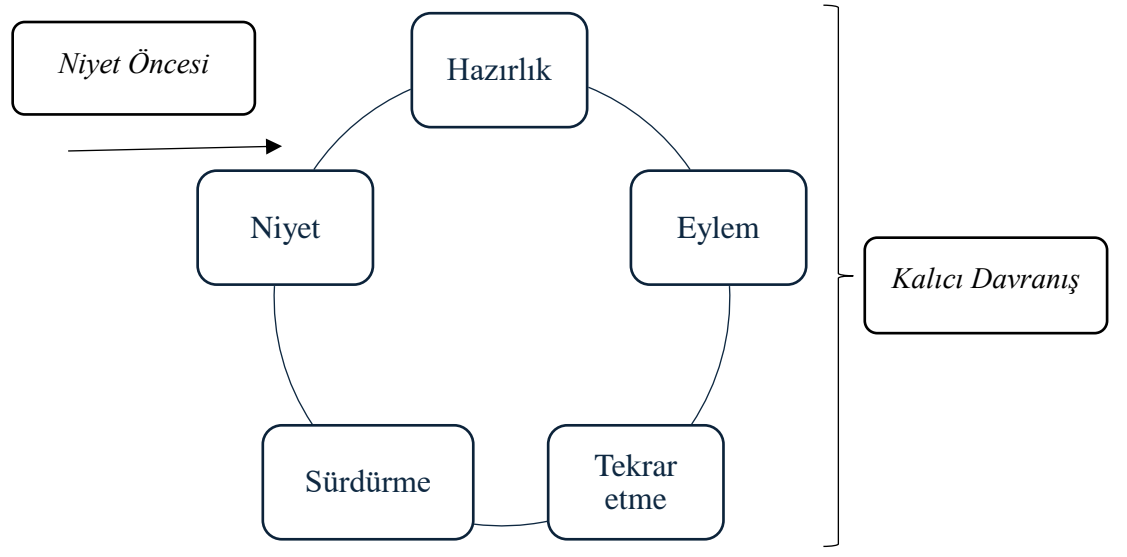 Niyet Öncesi
Hazırlık
Niyet
Eylem
Kalıcı Davranış
Sürdürme
Tekrar
etme